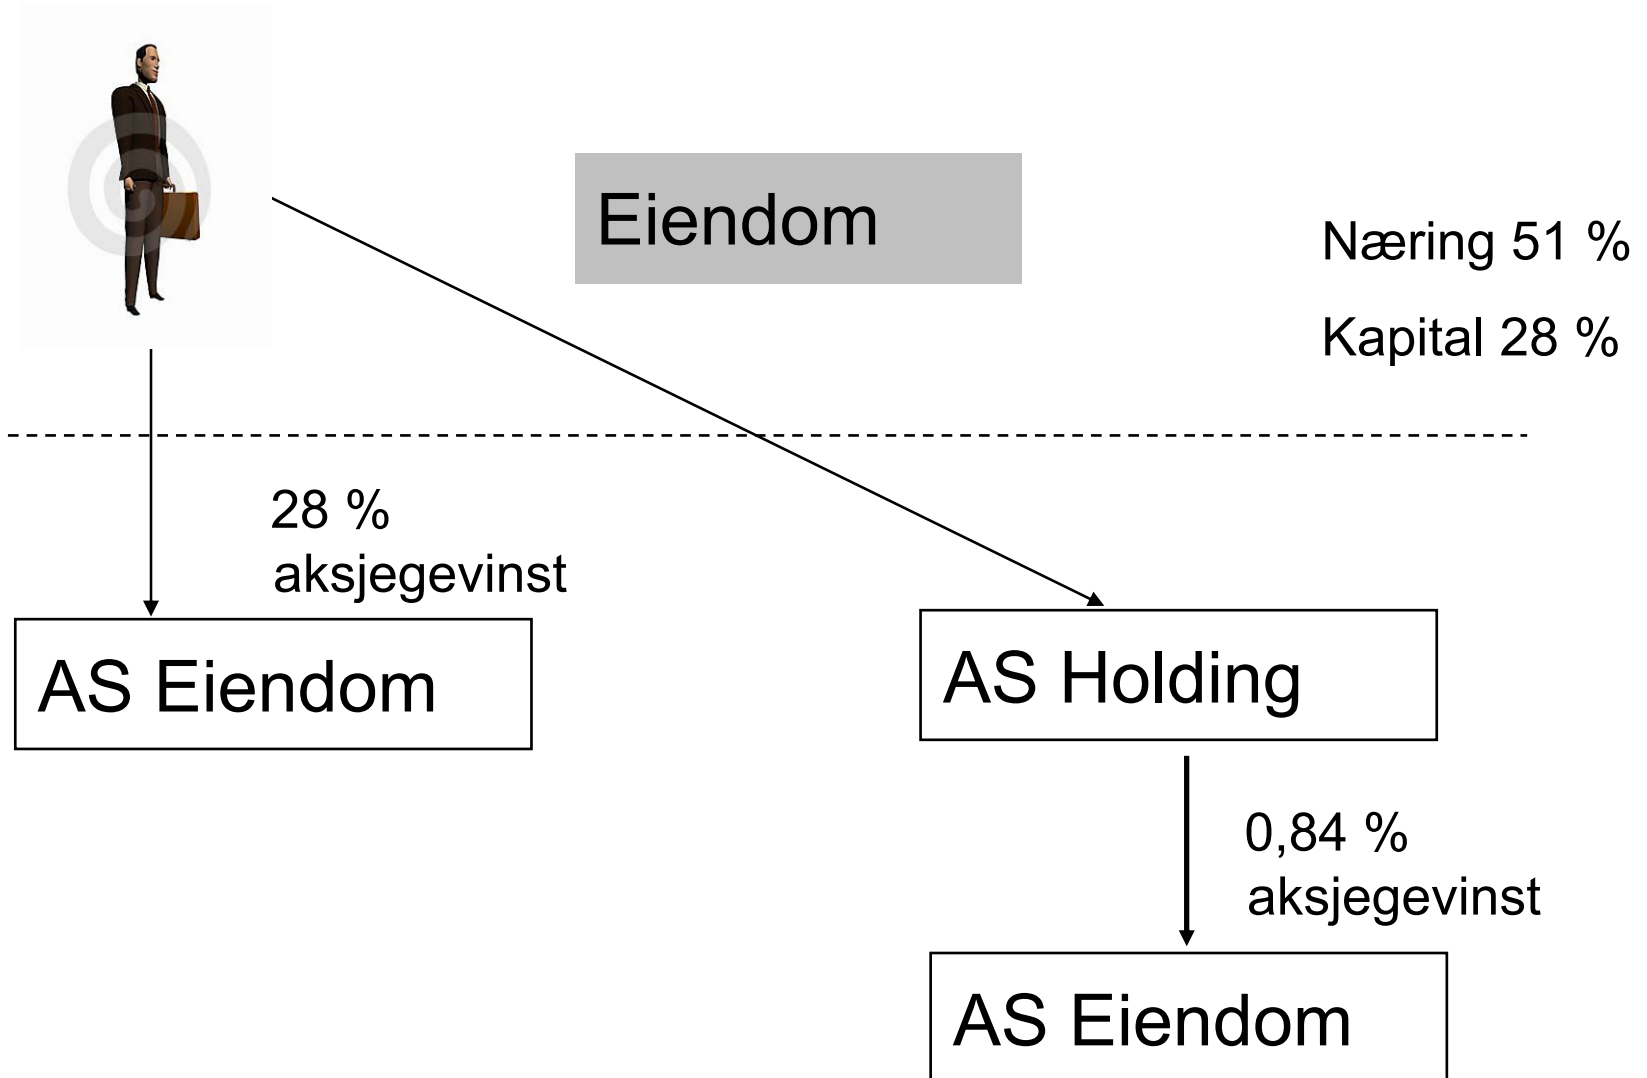 Eiendom
Næring 51 %
Kapital 28 %
28 %
aksjegevinst
AS Eiendom
AS Holding
0,84 %
aksjegevinst
AS Eiendom